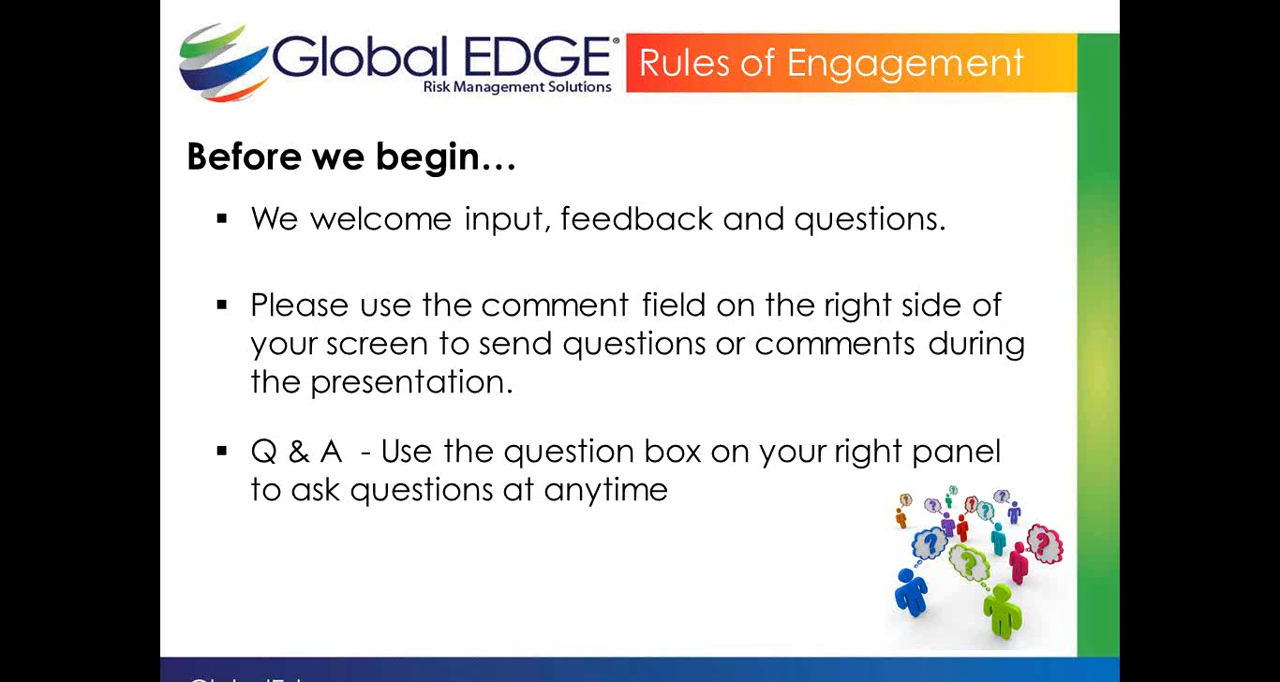 Global EDGE® Rules of Engagement
Risk Management Solutions
Before we begin...
▪ We welcome input, feedback and questions.
▪ Please use the comment field on the right side of
your screen to send questions or comments during
the presentation.
▪ Q & A - Use the question box on your right panel
to ask questions at anytime